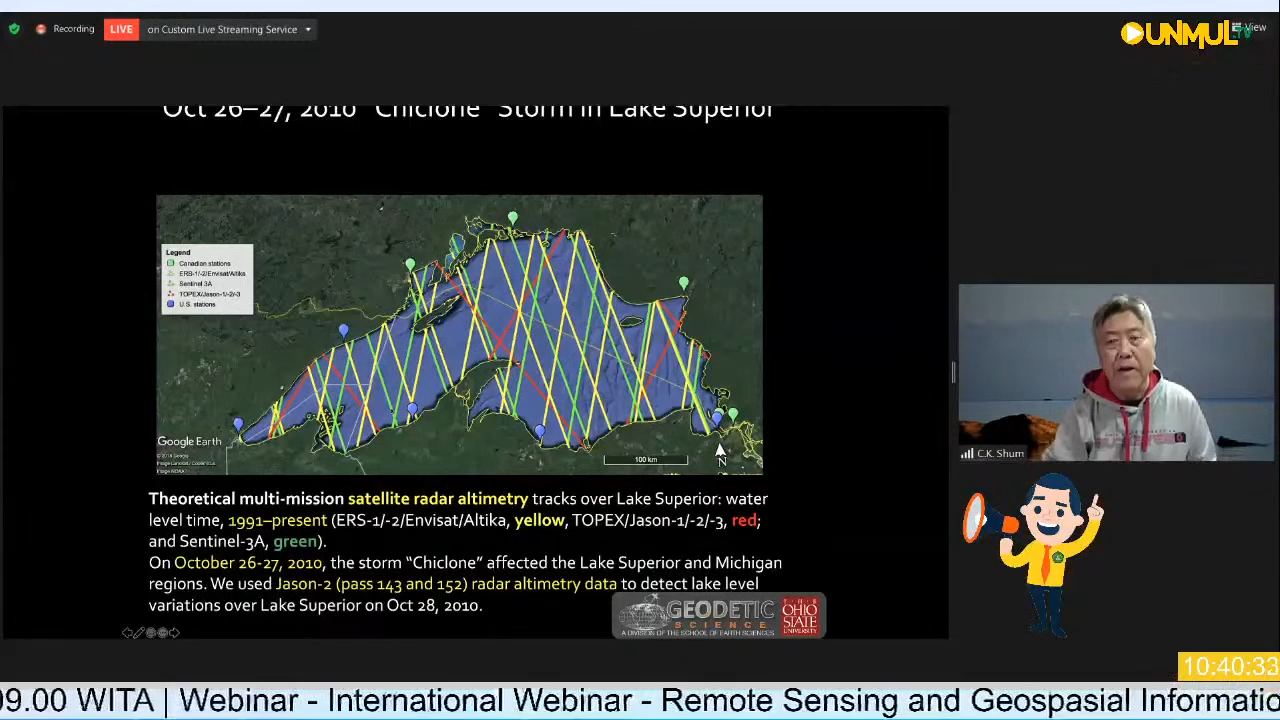 Recording
LIVE
on Custom Live Streaming Service
UNMUL TV
View
Oct 26–27, 2010 "Chiclone" Storm in Lake Superior
Legend
Canadian stations
ERS-1/-2/Envisat/Altika
Sentinel 3A
TOPEX/Jason-1/-2/-3
U.S. stations
Google Earth
100 km
N
C.K. Shum
Theoretical multi-mission satellite radar altimetry tracks over Lake Superior: water
level time, 1991–present (ERS-1/-2/Envisat/Altika, yellow, TOPEX/Jason-1/-2/-3, red;
and Sentinel-3A, green).
On October 26-27, 2010, the storm “Chiclone” affected the Lake Superior and Michigan
regions. We used Jason-2 (pass 143 and 152) radar altimetry data to detect lake level
variations over Lake Superior on Oct 28, 2010.
GEODETIC
SCIENCE
A DIVISION OF THE SCHOOL OF EARTH SCIENCES
THE
OHIO
STATE
UNIVERSITY
10:40:33
09.00 WITA | Webinar - International Webinar - Remote Sensing and Geospasial Informatio